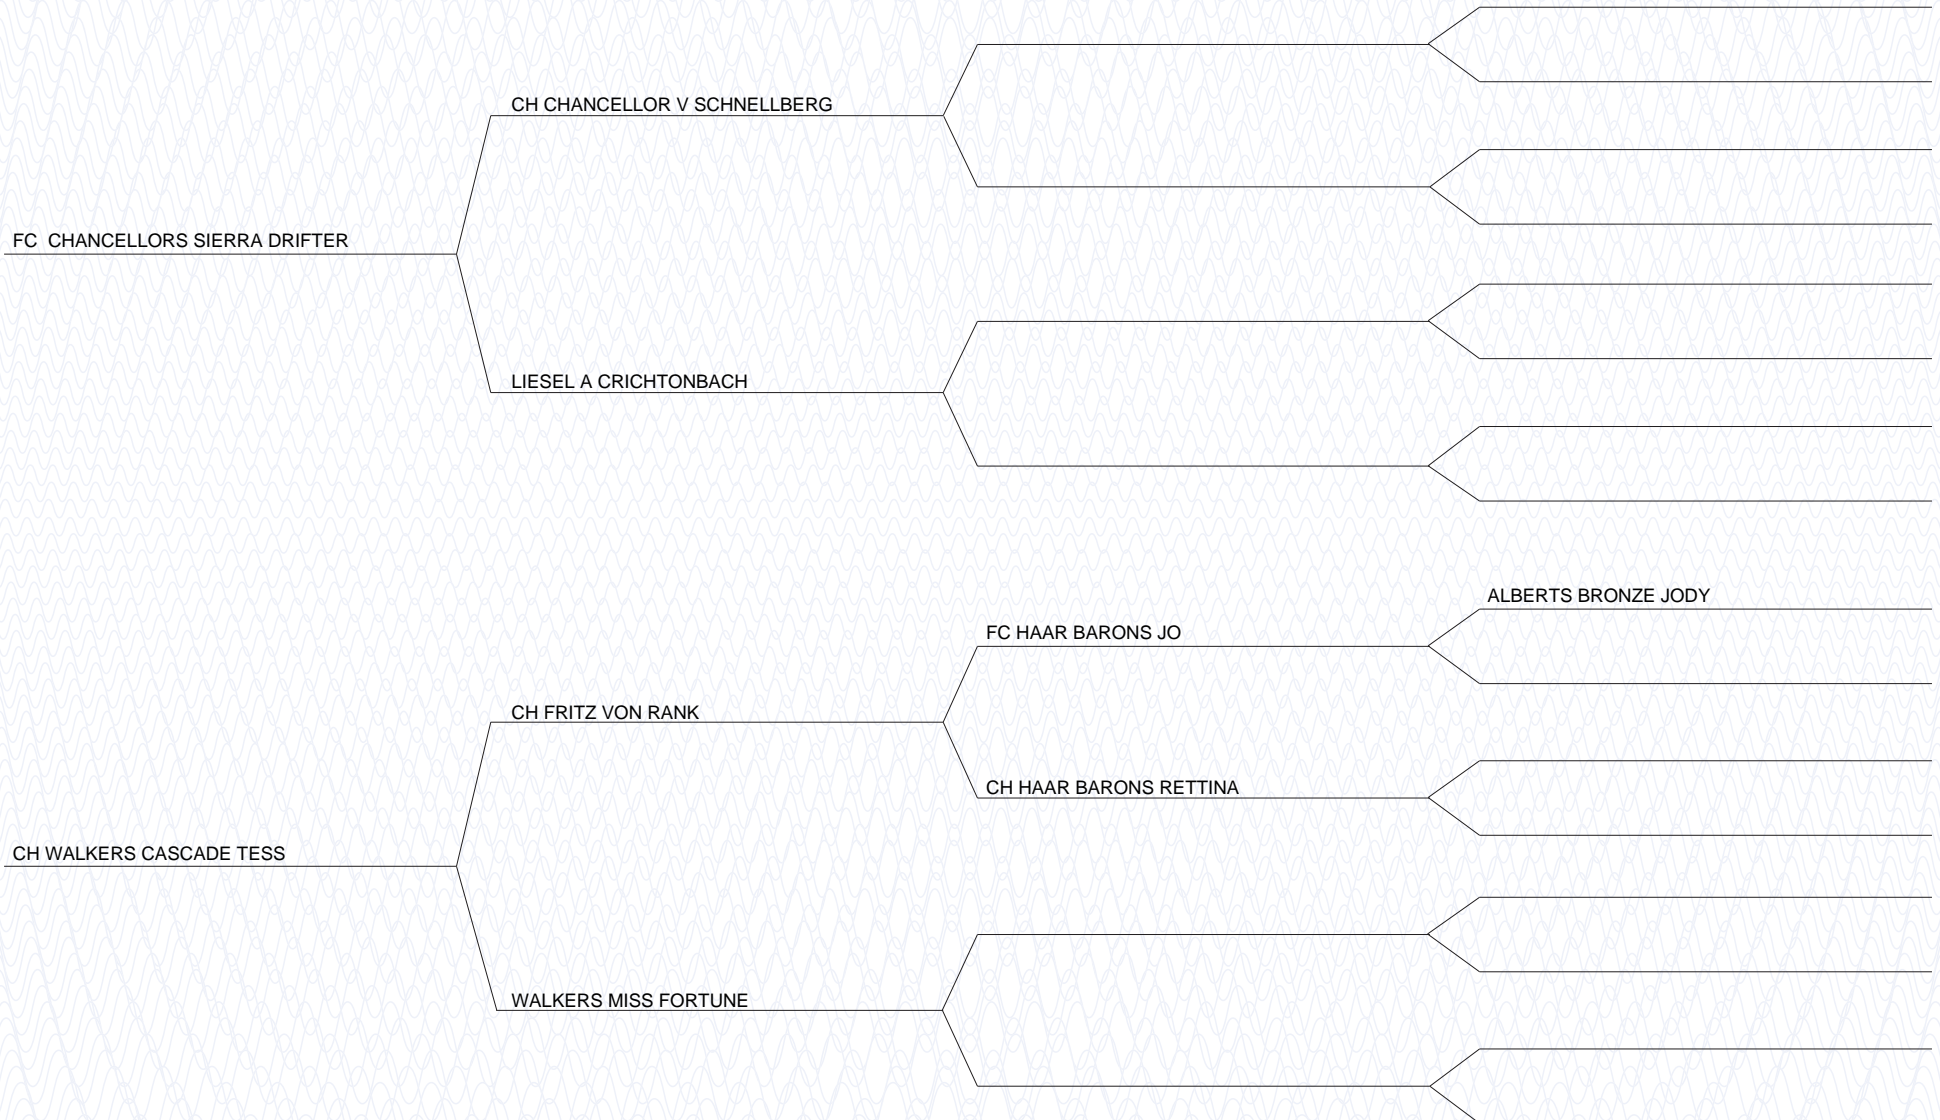 CH CHANCELLOR V SCHNELLBERG
FC  CHANCELLORS SIERRA DRIFTER
LIESEL A CRICHTONBACH
ALBERTS BRONZE JODY
FC HAAR BARONS JO
CH FRITZ VON RANK
CH HAAR BARONS RETTINA
CH WALKERS CASCADE TESS
WALKERS MISS FORTUNE